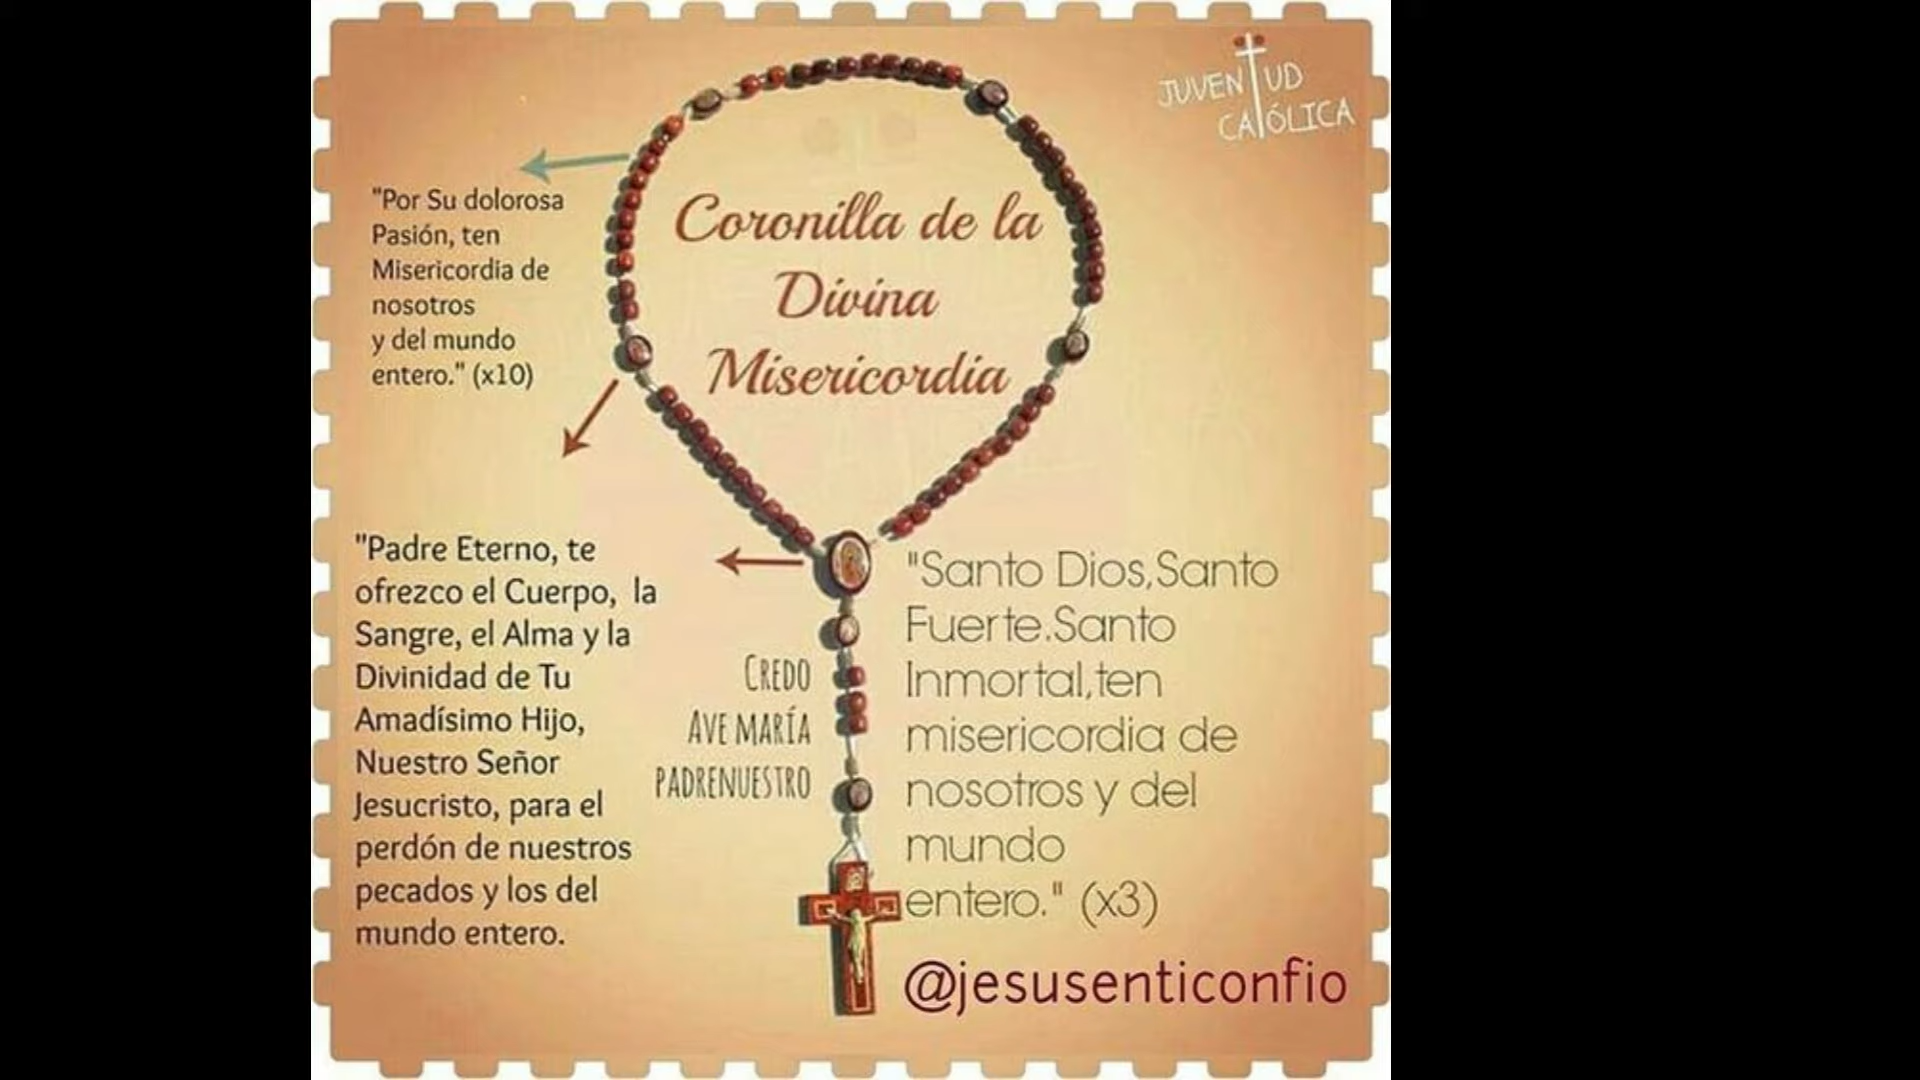 JUVENTUD
CATÓLICA
Coronilla de la
Divina
Misericordia
"Por Su dolorosa
Pasión, ten
Misericordia de
nosotros
y del mundo
entero." (x10)
"Padre Eterno, te
ofrezco el Cuerpo, la
Sangre, el Alma y la
Divinidad de Tu
Amadísimo Hijo,
Nuestro Señor
Jesucristo, para el
perdón de nuestros
pecados y los del
mundo entero.
CREDO
AVE MARÍA
PADRENUESTRO
"Santo Dios,Santo
Fuerte.Santo
Inmortal,ten
misericordia de
nosotros y del
mundo
entero." (x3)
@jesusenticonfio